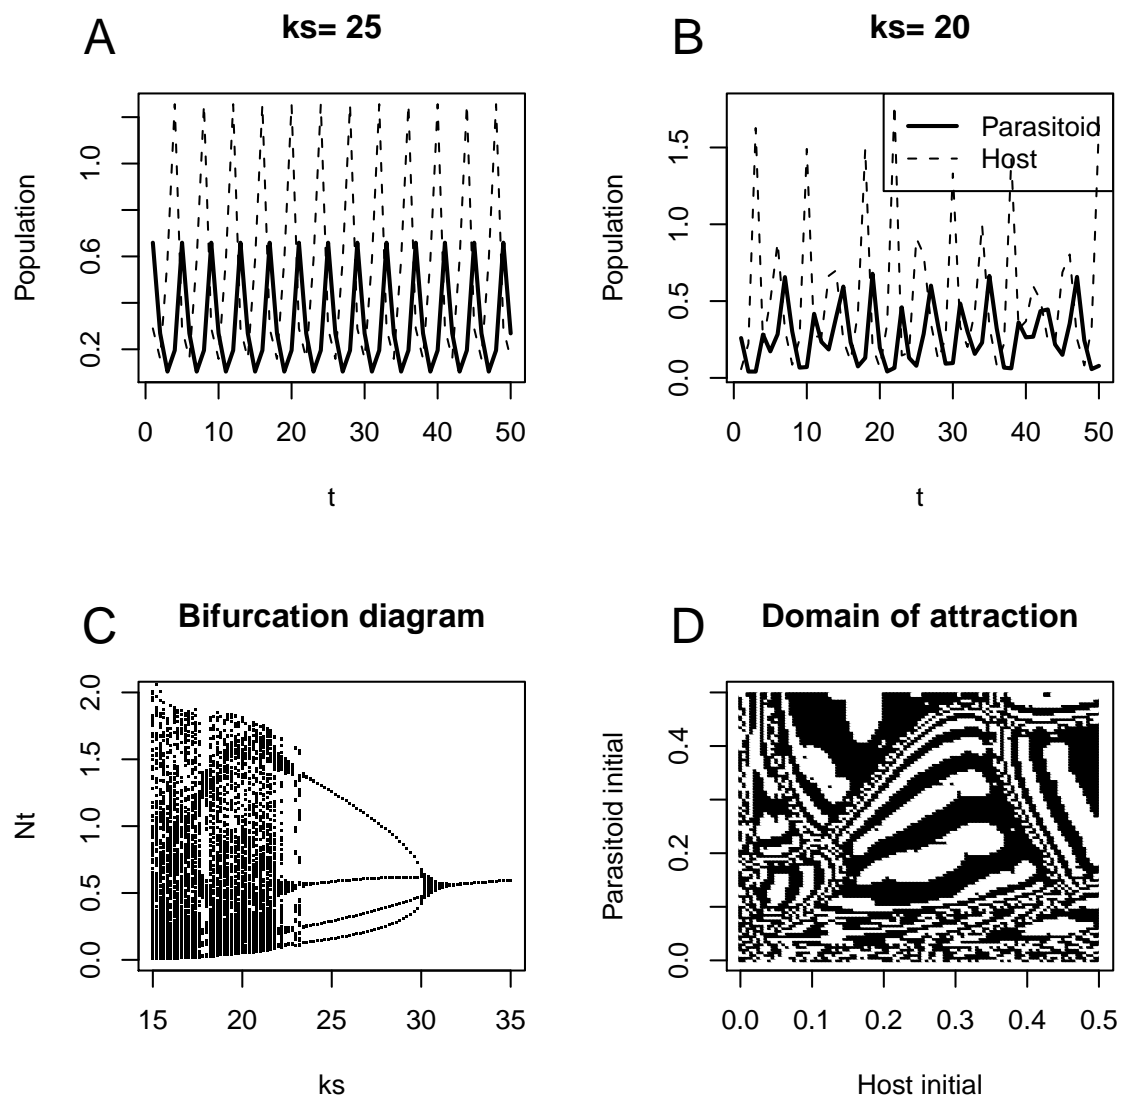 A
ks= 25
Population
0.2
0.6
1.0
0 10 20 30 40 50
t
B
ks= 20
Parasitoid
Host
Population
0.0
0.5
1.0
1.5
0 10 20 30 40 50
t
C
Bifurcation diagram
Nt
0.0
0.5
1.0
1.5
2.0
15 20 25 30 35
ks
D
Domain of attraction
Parasitoid initial
0.0
0.2
0.4
0.0 0.1 0.2 0.3 0.4 0.5
Host initial